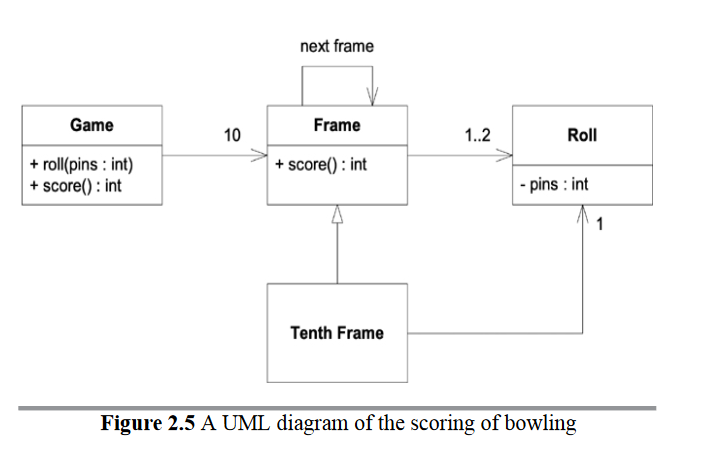 next frame
Game
+ roll(pins : int)
+ score() : int
10
Frame
+ score() : int
1..2
Roll
- pins : int
1
Tenth Frame
Figure 2.5 A UML diagram of the scoring of bowling